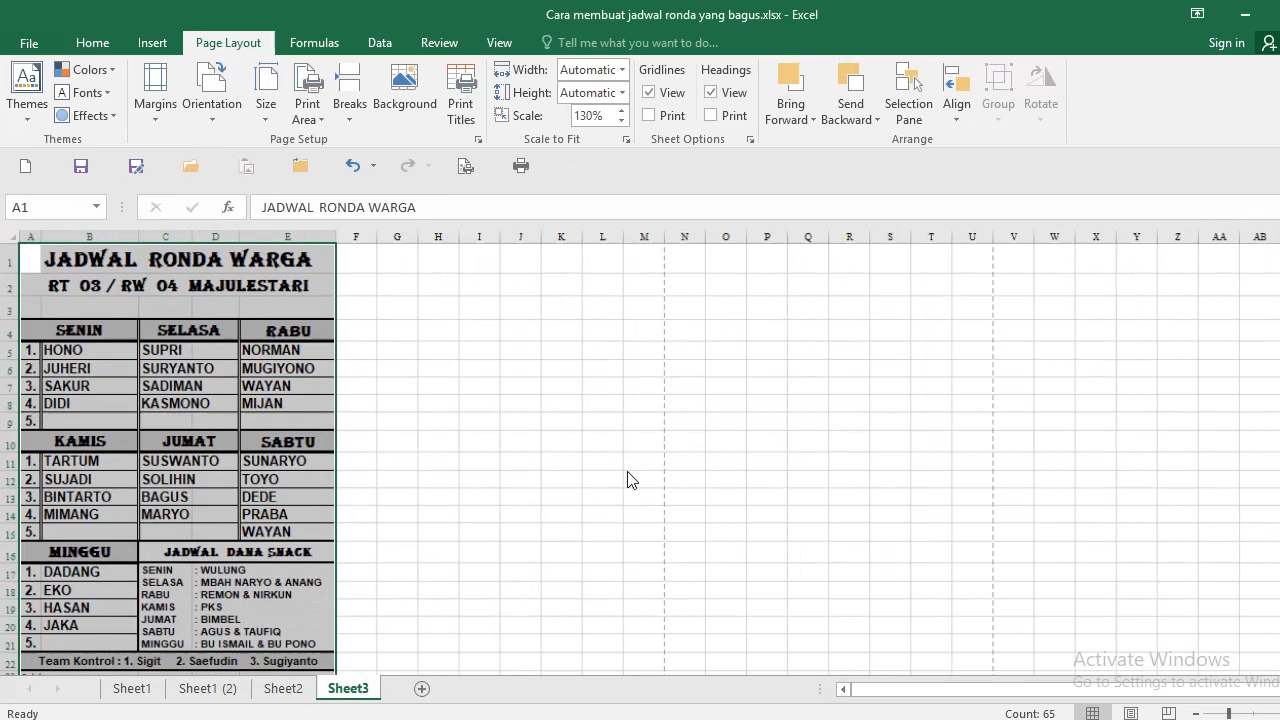 Cara membuat jadwal ronda yang bagus.xlsx - Excel
File Home Insert Page Layout Formulas Data Review View Tell me what you want to do... Sign in
Colors Width: Automatic Gridlines Headings
Fonts Height: Automatic View View
Effects Scale: 130% Print Print
Themes Margins Orientation Size Print Area Breaks Background Print Titles Bring Forward Send Backward Selection Pane Align Group Rotate
Themes Page Setup Scale to Fit Sheet Options Arrange
A1 fx JADWAL RONDA WARGA
A B C D E F G H I J K L M N O P Q R S T U V W X Y Z AA AB
1 JADWAL RONDA WARGA
2 RT 03 / RW 04 MAJULESTARI
3
4 SENIN SELASA RABU
5 1. HONO SUPRI NORMAN
6 2. JUHERI SURYANTO MUGIYONO
7 3. SAKUR SADIMAN WAYAN
8 4. DIDI KASMONO MIJAN
9 5.
10 KAMIS JUMAT SABTU
11 1. TARTUM SUSWANTO SUNARYO
12 2. SUJADI SOLIHIN TOYO
13 3. BINTARTO BAGUS DEDE
14 4. MIMANG MARYO PRABA
15 5. WAYAN
16 MINGGU JADWAL DANA SNACK
17 1. DADANG
18 2. EKO
19 3. HASAN
20 4. JAKA
21 5.
SENIN : WULUNG
SELASA : MBAH NARYO & ANANG
RABU : REMON & NIRKUN
KAMIS : PKS
JUMAT : BIMBEL
SABTU : AGUS & TAUFIQ
MINGGU : BU ISMAIL & BU PONO
22 Team Kontrol : 1. Sigit 2. Saefudin 3. Sugiyanto
Activate Windows
Go to Settings to activate Wind
Sheet1 Sheet1 (2) Sheet2 Sheet3
Ready Count: 65